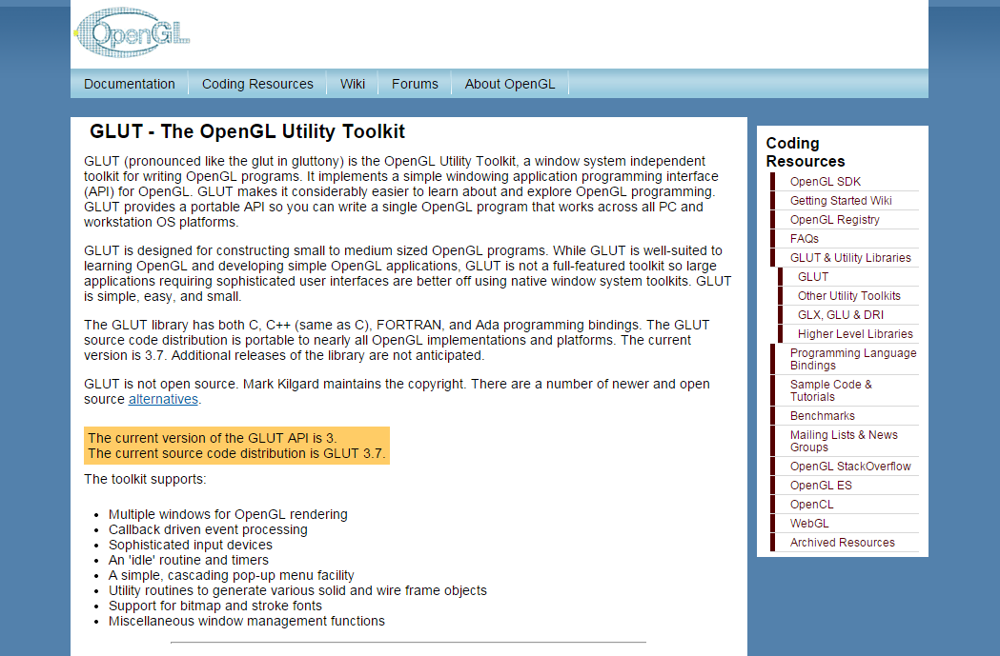 OpenGL
Documentation
Coding Resources
Wiki
Forums
About OpenGL
GLUT - The OpenGL Utility Toolkit
GLUT (pronounced like the glut in gluttony) is the OpenGL Utility Toolkit, a window system independent
toolkit for writing OpenGL programs. It implements a simple windowing application programming interface
(API) for OpenGL. GLUT makes it considerably easier to learn about and explore OpenGL programming.
GLUT provides a portable API so you can write a single OpenGL program that works across all PC and
workstation OS platforms.
GLUT is designed for constructing small to medium sized OpenGL programs. While GLUT is well-suited to
learning OpenGL and developing simple OpenGL applications, GLUT is not a full-featured toolkit so large
applications requiring sophisticated user interfaces are better off using native window system toolkits. GLUT
is simple, easy, and small.
The GLUT library has both C, C++ (same as C), FORTRAN, and Ada programming bindings. The GLUT
source code distribution is portable to nearly all OpenGL implementations and platforms. The current
version is 3.7. Additional releases of the library are not anticipated.
GLUT is not open source. Mark Kilgard maintains the copyright. There are a number of newer and open
source alternatives.
The current version of the GLUT API is 3.
The current source code distribution is GLUT 3.7.
The toolkit supports:
• Multiple windows for OpenGL rendering
• Callback driven event processing
• Sophisticated input devices
• An 'idle' routine and timers
• A simple, cascading pop-up menu facility
• Utility routines to generate various solid and wire frame objects
• Support for bitmap and stroke fonts
• Miscellaneous window management functions
Coding
Resources
OpenGL SDK
Getting Started Wiki
OpenGL Registry
FAQs
GLUT & Utility Libraries
GLUT
Other Utility Toolkits
GLX, GLU & DRI
Higher Level Libraries
Programming Language
Bindings
Sample Code &
Tutorials
Benchmarks
Mailing Lists & News
Groups
OpenGL StackOverflow
OpenGL ES
OpenCL
WebGL
Archived Resources